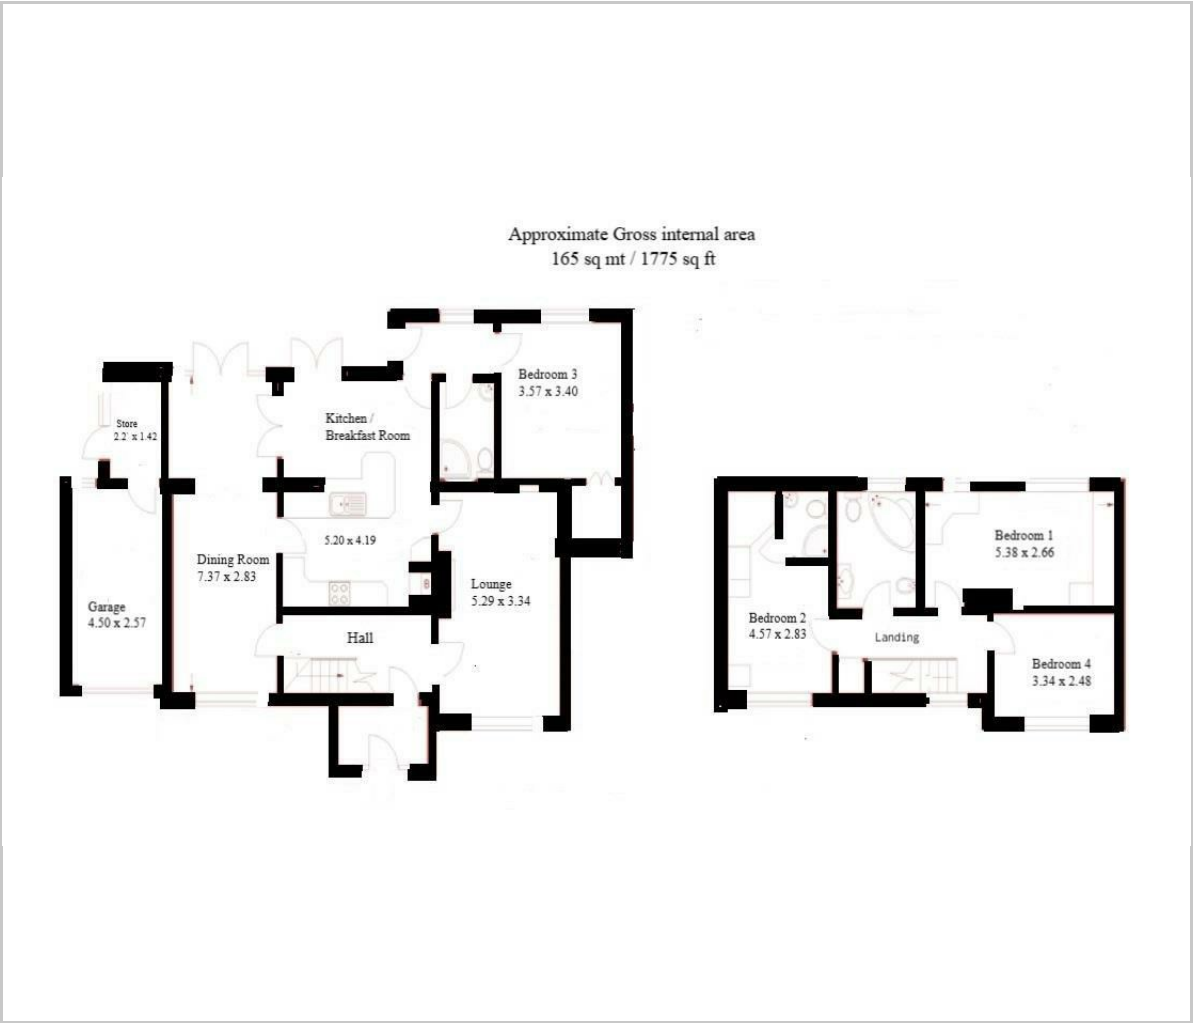 Approximate Gross internal area
165 sq mt / 1775 sq ft
Bedroom 3
3.57 x 3.40
Kitchen /
Breakfast Room
Store
2.2' x 1.42
5.20 x 4.19
Dining Room
7.37 x 2.83
Lounge
5.29 x 3.34
Garage
4.50 x 2.57
Hall
Bedroom 1
5.38 x 2.66
Bedroom 2
4.57 x 2.83
Landing
Bedroom 4
3.34 x 2.48